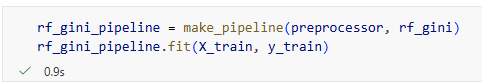 rf_gini_pipeline = make_pipeline(preprocessor, rf_gini)
rf_gini_pipeline.fit(X_train, y_train)
0.9s